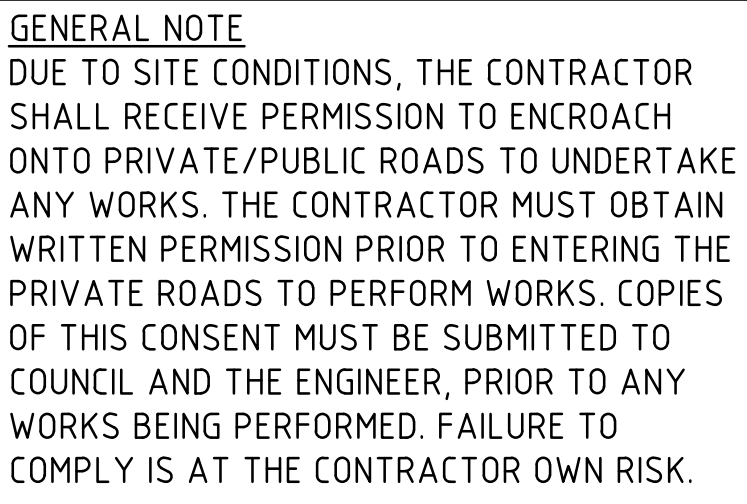 GENERAL NOTE
DUE TO SITE CONDITIONS, THE CONTRACTOR
SHALL RECEIVE PERMISSION TO ENCROACH
ONTO PRIVATE/PUBLIC ROADS TO UNDERTAKE
ANY WORKS. THE CONTRACTOR MUST OBTAIN
WRITTEN PERMISSION PRIOR TO ENTERING THE
PRIVATE ROADS TO PERFORM WORKS. COPIES
OF THIS CONSENT MUST BE SUBMITTED TO
COUNCIL AND THE ENGINEER, PRIOR TO ANY
WORKS BEING PERFORMED. FAILURE TO
COMPLY IS AT THE CONTRACTOR OWN RISK.